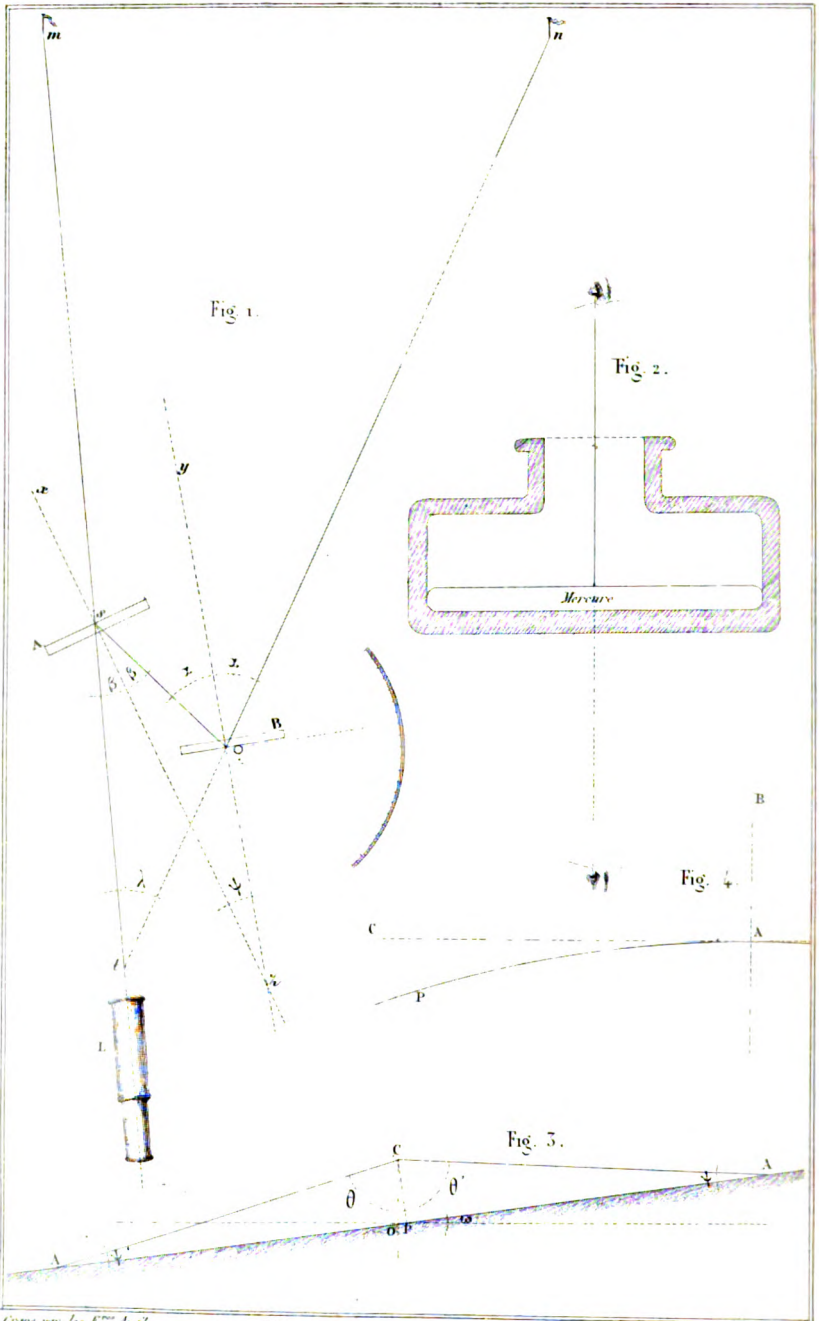 m
n
Fig. 1.
Fig. 2.
y
x
Mercure
A
β
β
B
O
B
λ
Fig. 4.
C
A
P
L
Fig. 3.
C
A
θ
θ'
ω
O
P
A